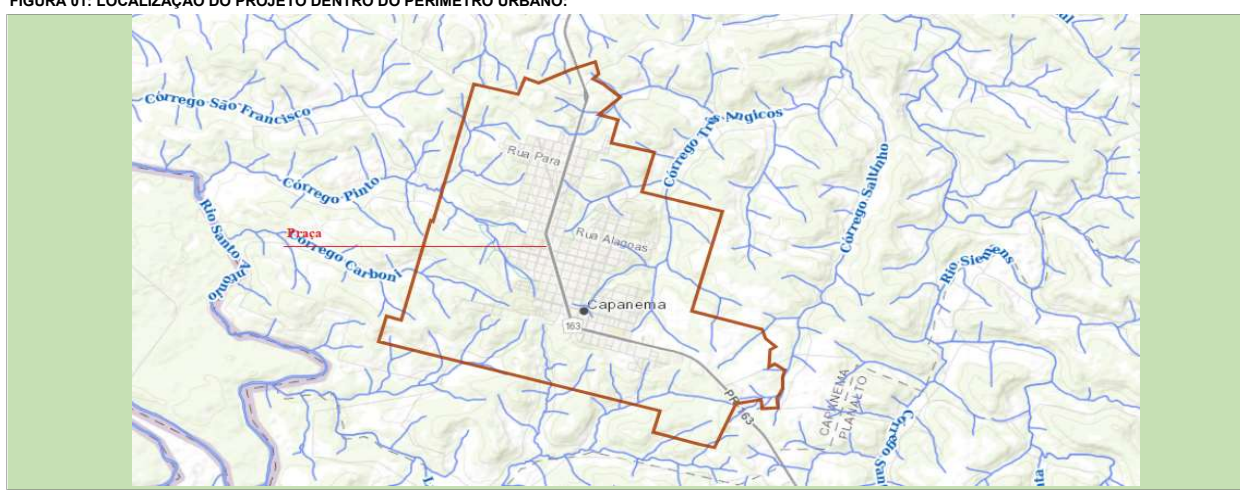 FIGURA 01: LOCALIZAÇÃO DO PROJETO DENTRO DO PERÍMETRO URBANO:
Córrego São Francisco
Córrego Três Angicos
Rua Para
Córrego Saltinho
Córrego Pinto
Rio Santo Antonio
Praça
Rua Alagoas
Córrego Carboni
Rio Siemens
Capanema
163
PR-163
CAPANEMA
PLANALTO